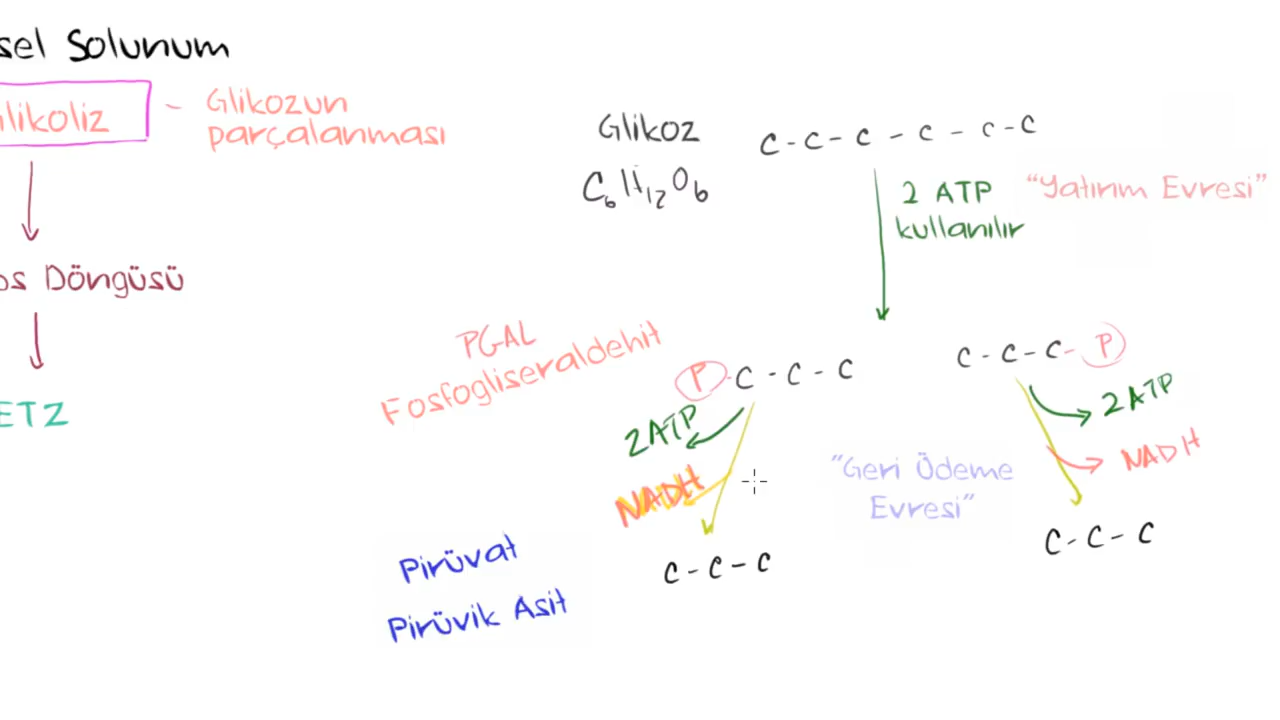 sel Solunum
likoliz - Glikozun
parçalanması
os Döngüsü
ETZ
Glikoz
C6H12O6
C-C-C-C-C-C
2 ATP
kullanılır
"Yatırım Evresi"
PGAL
Fosfogliseraldehit
P-C-C-C
C-C-C-P
2ATP
NADH
"Geri Ödeme
Evresi"
2ATP
NADH
Pirüvat
Pirüvik Asit
C-C-C
C-C-C